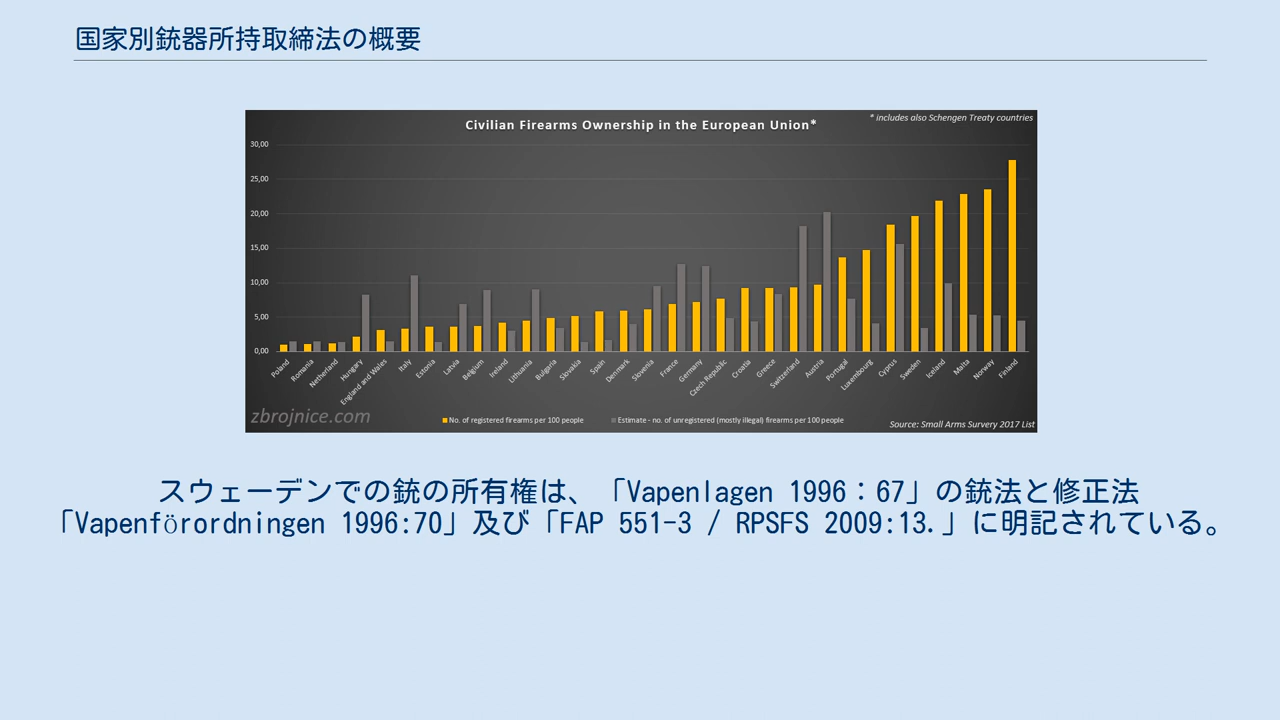 国家別銃器所持取締法の概要
Civilian Firearms Ownership in the European Union*
* includes also Schengen Treaty countries
30,00
25,00
20,00
15,00
10,00
5,00
0,00
Poland
Romania
Netherland
Hungary
England and Wales
Italy
Estonia
Latvia
Belgium
Ireland
Lithuania
Bulgaria
Slovakia
Spain
Denmark
Slovenia
France
Germany
Czech Republic
Croatia
Greece
Switzerland
Austria
Portugal
Luxembourg
Cyprus
Sweden
Iceland
Malta
Norway
Finland
zbrojnice.com
No. of registered firearms per 100 people
Estimate - no. of unregistered (mostly illegal) firearms per 100 people
Source: Small Arms Survery 2017 List
スウェーデンでの銃の所有権は、「Vapenlagen 1996：67」の銃法と修正法
「Vapenförordningen 1996:70」及び「FAP 551-3 / RPSFS 2009:13.」に明記されている。